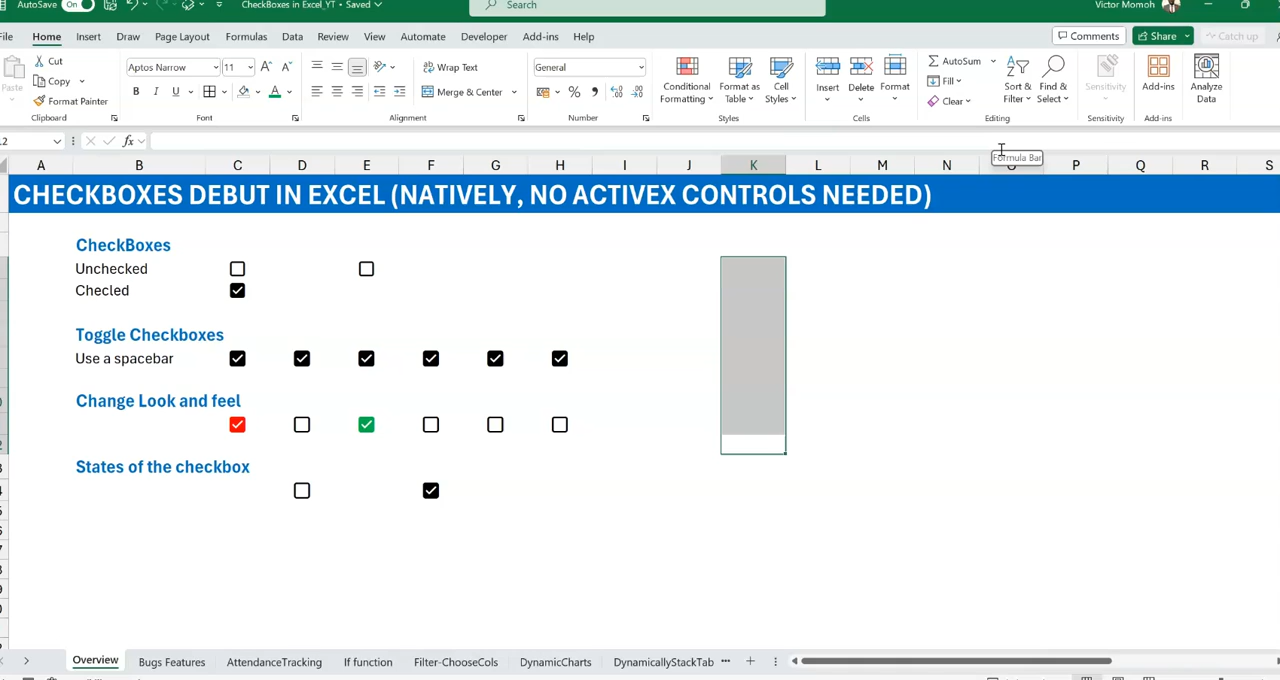 AutoSave On CheckBoxes in Excel_YT • Saved Search Victor Momoh
File Home Insert Draw Page Layout Formulas Data Review View Automate Developer Add-ins Help Comments Share Catch up
Paste Cut Copy Format Painter
Aptos Narrow 11 A A
B I U A
Wrap Text
Merge & Center
General
% ,
Conditional Formatting Format as Table Cell Styles
Insert Delete Format
AutoSum Fill Clear
Sort & Filter Find & Select
Sensitivity Add-ins Analyze Data
Clipboard Font Alignment Number Styles Cells Editing Sensitivity Add-ins
fx
Formula Bar
A B C D E F G H I J K L M N O P Q R S
CHECKBOXES DEBUT IN EXCEL (NATIVELY, NO ACTIVEX CONTROLS NEEDED)
CheckBoxes
Unchecked
Checled
Toggle Checkboxes
Use a spacebar
Change Look and feel
States of the checkbox
Overview Bugs Features AttendanceTracking If function Filter-ChooseCols DynamicCharts DynamicallyStackTab